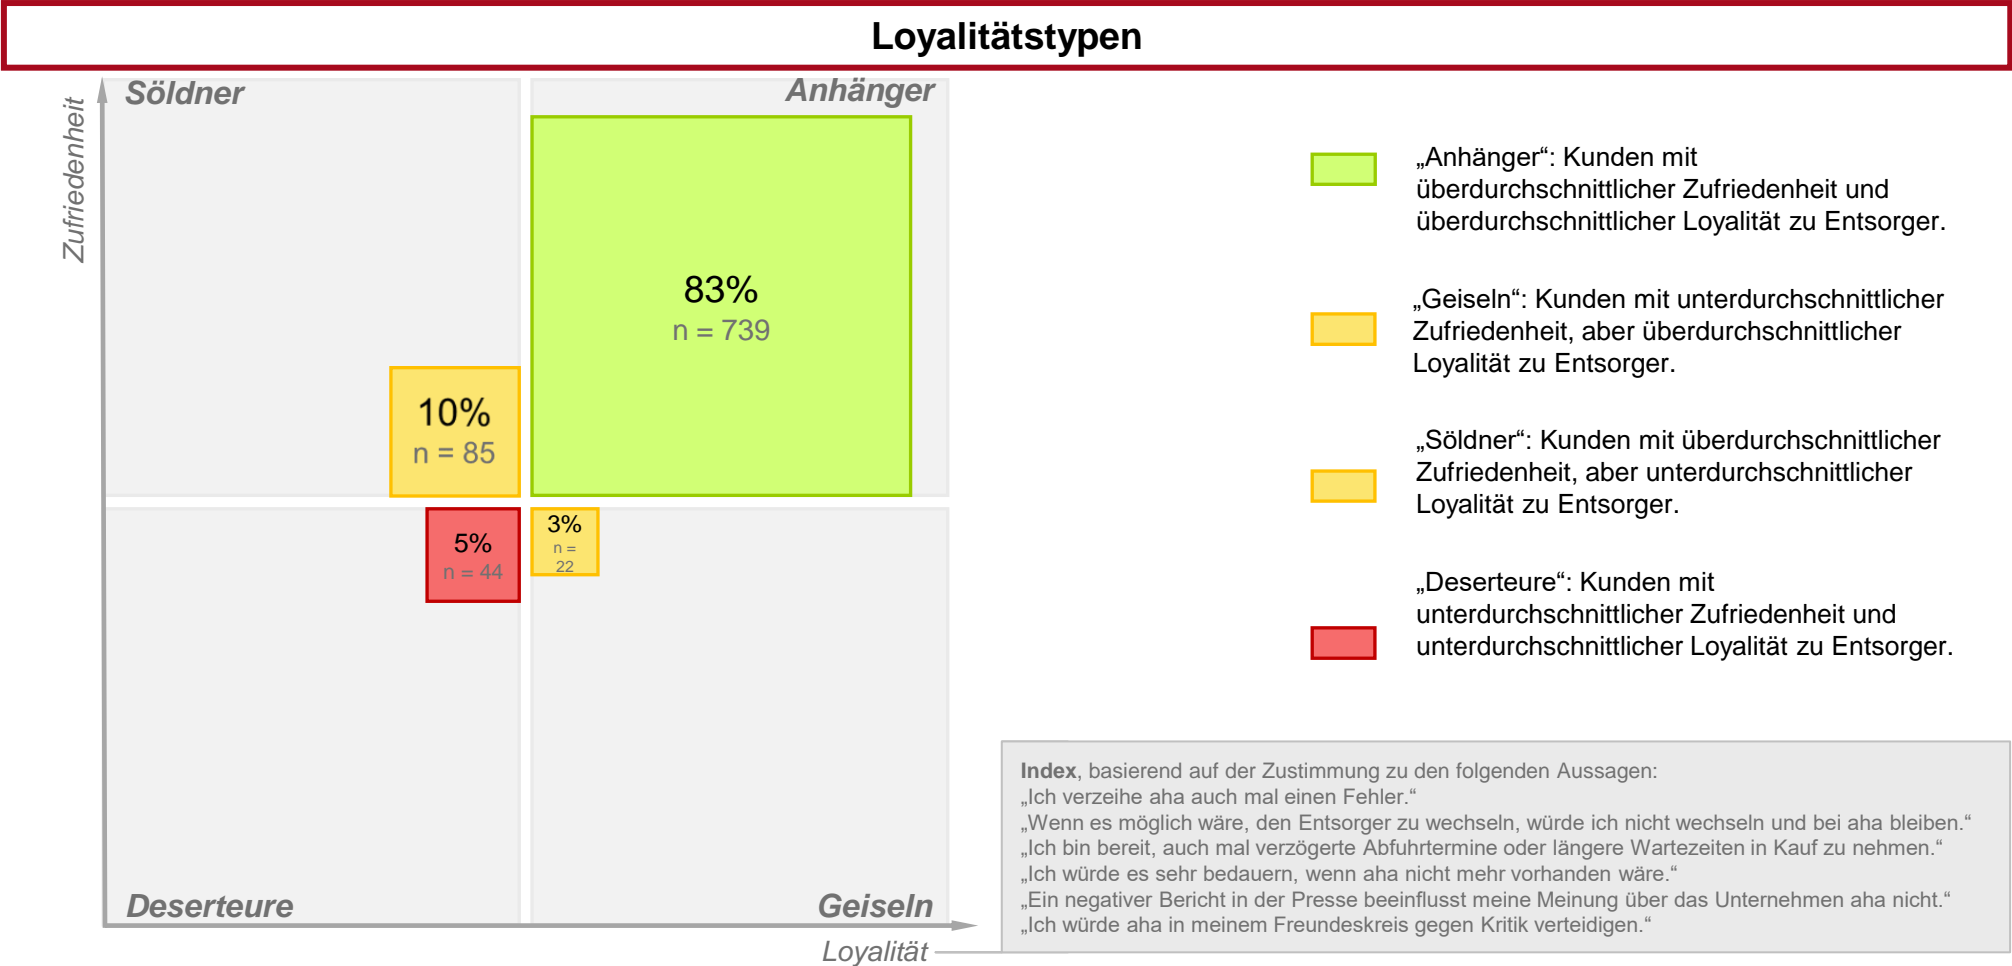 Loyalitätstypen
Zufriedenheit
Söldner
Anhänger
83%
n = 739
10%
n = 85
5%
n = 44
3%
n =
22
Deserteure
Geiseln
Loyalität
„Anhänger“: Kunden mit
überdurchschnittlicher Zufriedenheit und
überdurchschnittlicher Loyalität zu Entsorger.
„Geiseln“: Kunden mit unterdurchschnittlicher
Zufriedenheit, aber überdurchschnittlicher
Loyalität zu Entsorger.
„Söldner“: Kunden mit überdurchschnittlicher
Zufriedenheit, aber unterdurchschnittlicher
Loyalität zu Entsorger.
„Deserteure“: Kunden mit
unterdurchschnittlicher Zufriedenheit und
unterdurchschnittlicher Loyalität zu Entsorger.
Index, basierend auf der Zustimmung zu den folgenden Aussagen:
„Ich verzeihe aha auch mal einen Fehler.“
„Wenn es möglich wäre, den Entsorger zu wechseln, würde ich nicht wechseln und bei aha bleiben.“
„Ich bin bereit, auch mal verzögerte Abfuhrtermine oder längere Wartezeiten in Kauf zu nehmen.“
„Ich würde es sehr bedauern, wenn aha nicht mehr vorhanden wäre.“
„Ein negativer Bericht in der Presse beeinflusst meine Meinung über das Unternehmen aha nicht.“
„Ich würde aha in meinem Freundeskreis gegen Kritik verteidigen.“